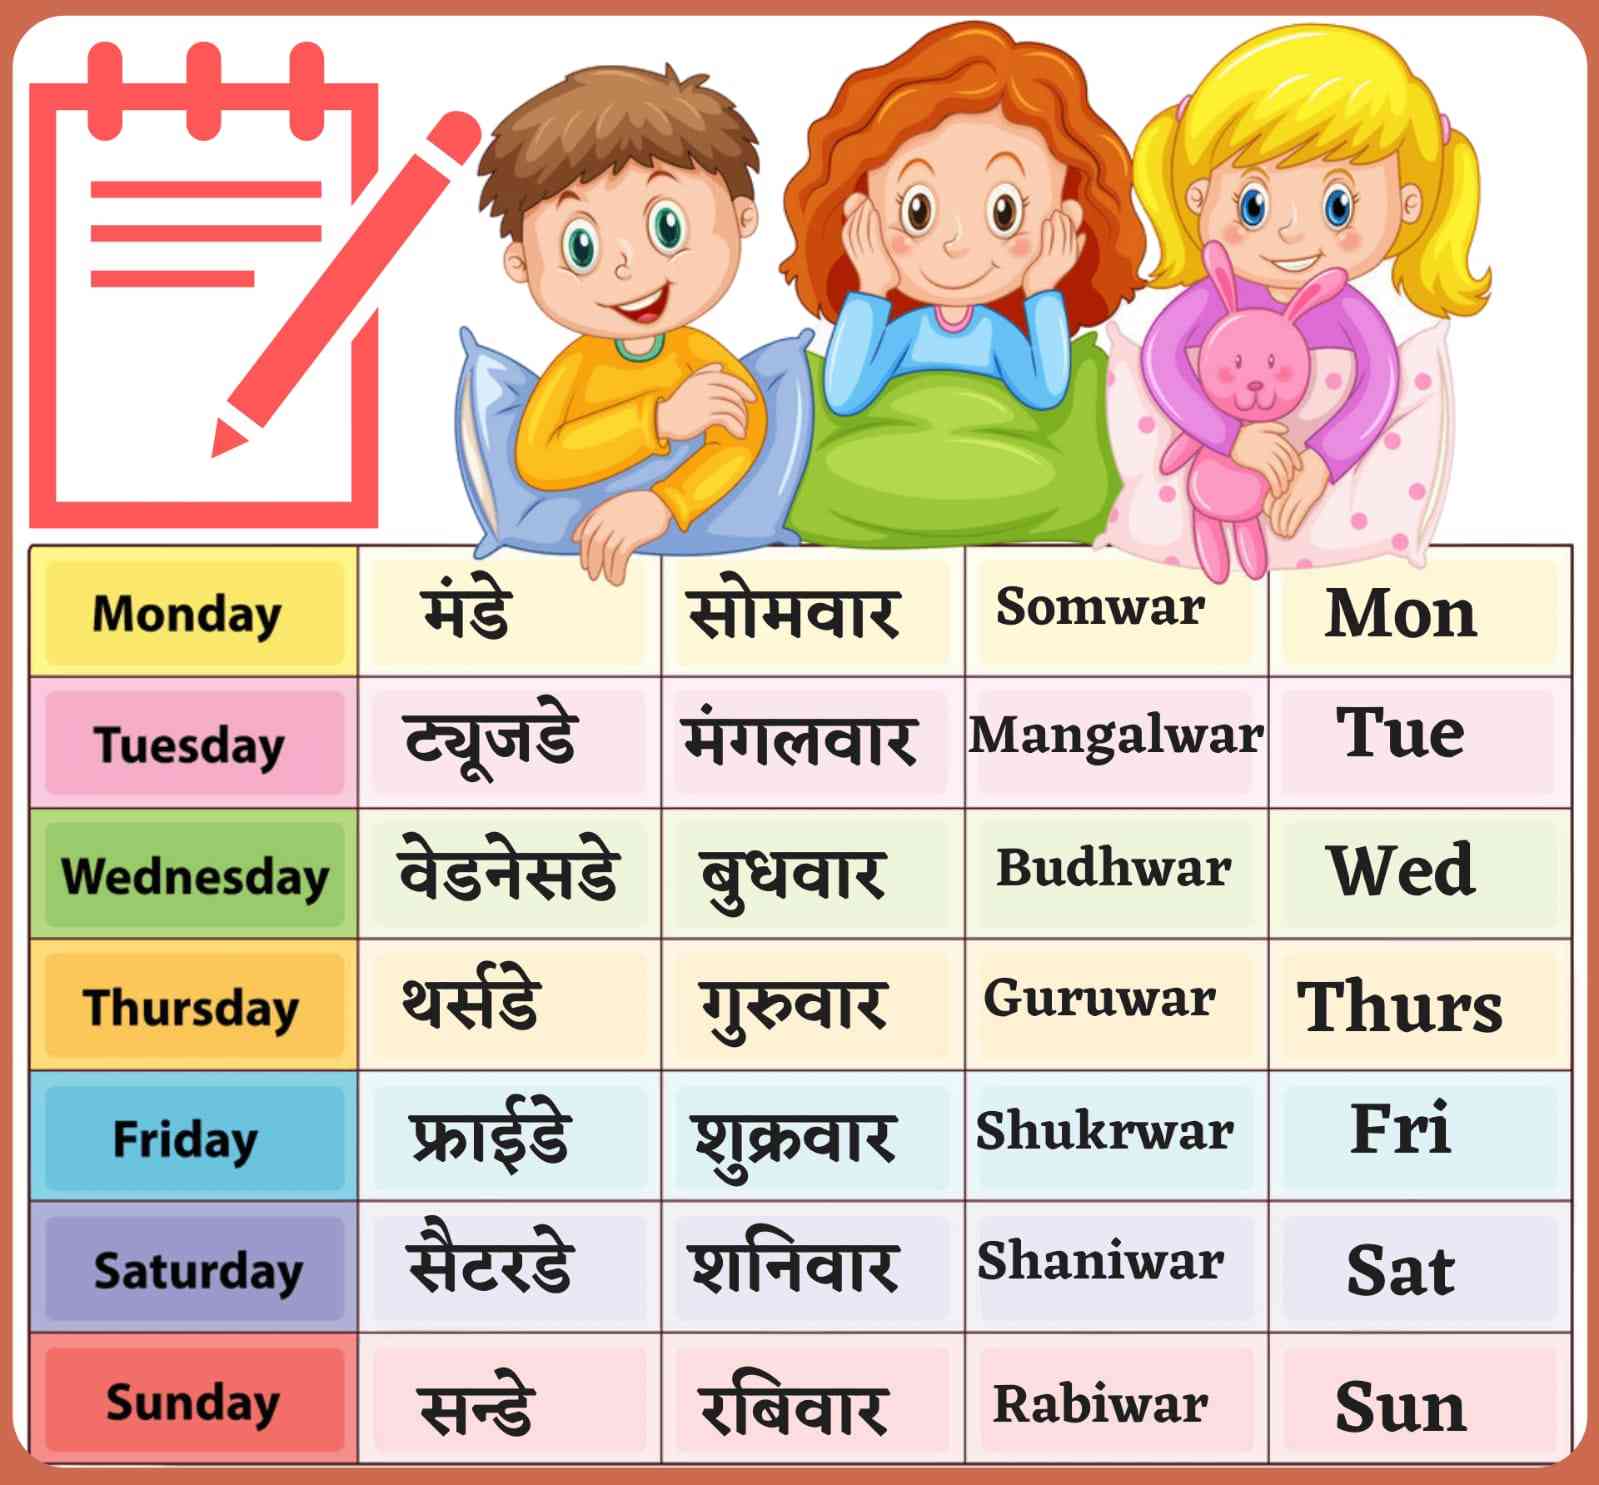 Monday मंडे सोमवार Somwar Mon
Tuesday ट्यूजडे मंगलवार Mangalwar Tue
Wednesday वेडनेसडे बुधवार Budhwar Wed
Thursday थर्सडे गुरुवार Guruwar Thurs
Friday फ्राईडे शुक्रवार Shukrwar Fri
Saturday सैटरडे शनिवार Shaniwar Sat
Sunday सन्डे रबिवार Rabiwar Sun